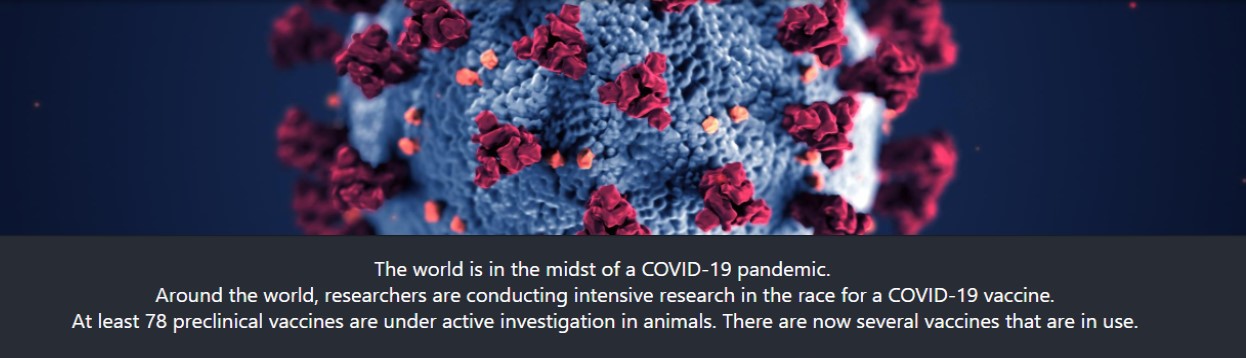 The world is in the midst of a COVID-19 pandemic.
Around the world, researchers are conducting intensive research in the race for a COVID-19 vaccine.
At least 78 preclinical vaccines are under active investigation in animals. There are now several vaccines that are in use.